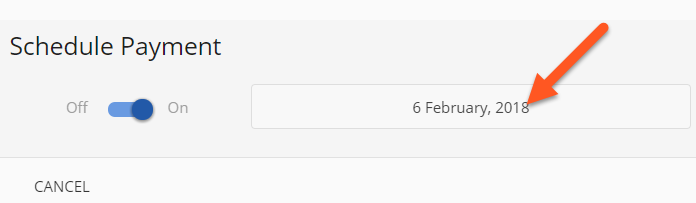 Schedule Payment
Off On 6 February, 2018
CANCEL